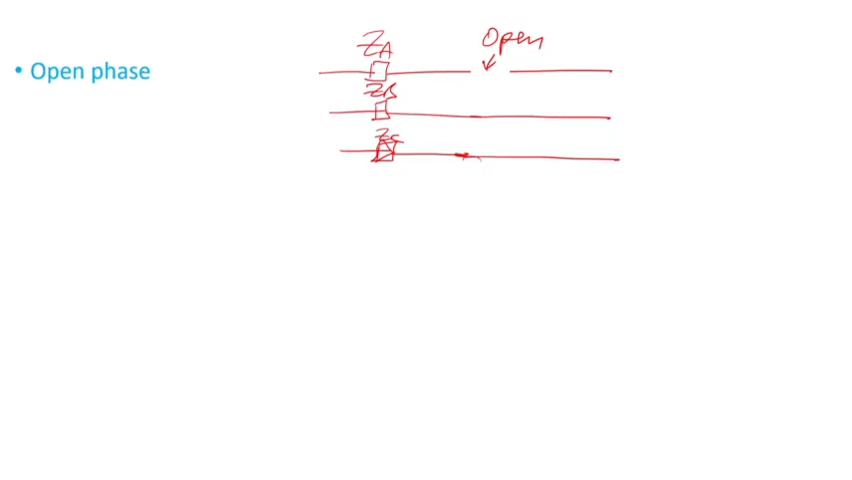 Open
ZA
• Open phase
ZB
ZC